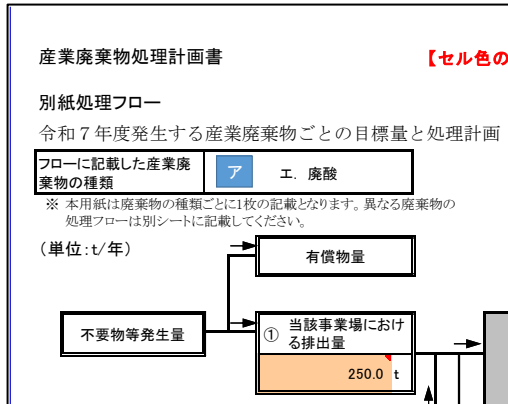 産業廃棄物処理計画書
【セル色の
別紙処理フロー
令和７年度発生する産業廃棄物ごとの目標量と処理計画
フローに記載した産業廃
棄物の種類
ア
エ．廃酸
※ 本用紙は廃棄物の種類ごとに1枚の記載となります。異なる廃棄物の
処理フローは別シートに記載してください。
(単位：t/年)
有償物量
不要物等発生量
①
当該事業場におけ
る排出量
250.0 t